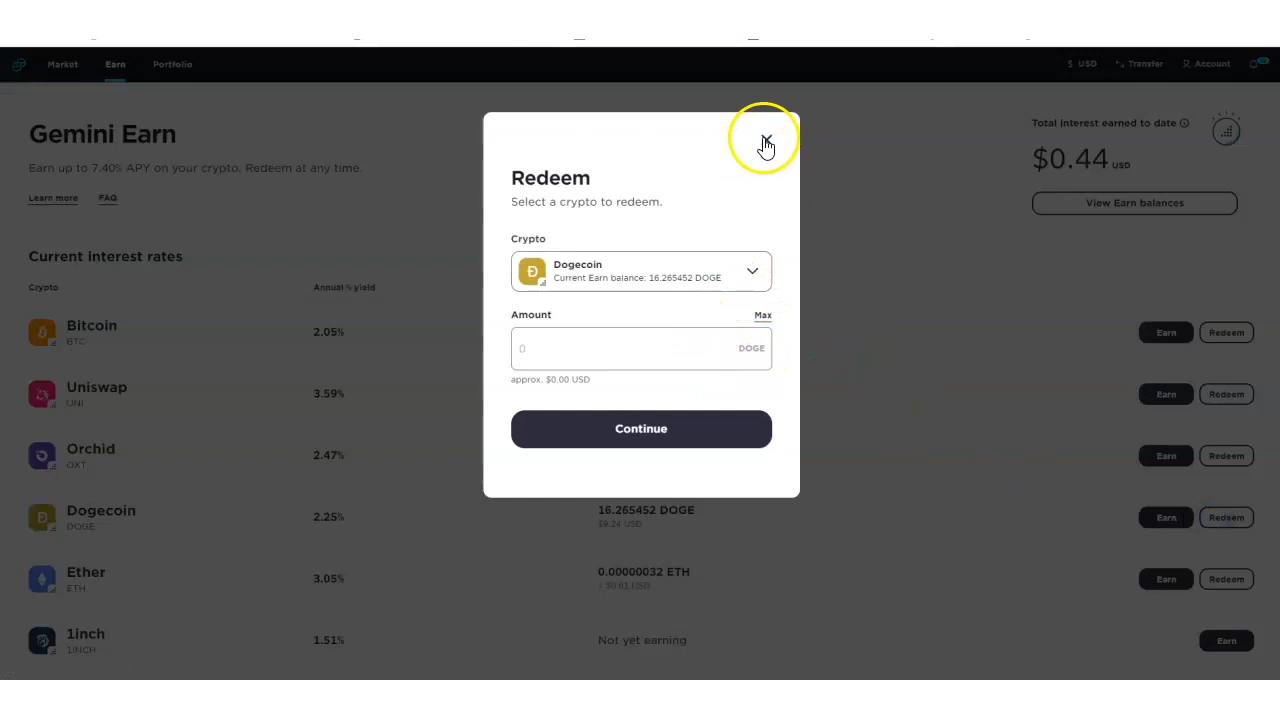 Market Earn Portfolio $ USD Transfer Account
Gemini Earn
Earn up to 7.40% APY on your crypto. Redeem at any time.
Learn more FAQ
Total interest earned to date
$0.44 USD
View Earn balances
Current interest rates
Crypto Annual % yield
Bitcoin
BTC
2.05%
Earn Redeem
Uniswap
UNI
3.59%
Earn Redeem
Orchid
OXT
2.47%
Earn Redeem
Dogecoin
DOGE
2.25%
16.265452 DOGE
Earn Redeem
Ether
ETH
3.05%
0.00000032 ETH
Earn Redeem
1inch
1INCH
1.51%
Not yet earning
Earn
Redeem
Select a crypto to redeem.
Crypto
Dogecoin
Current Earn balance: 16.265452 DOGE
Amount Max
0 DOGE
approx. $0.00 USD
Continue